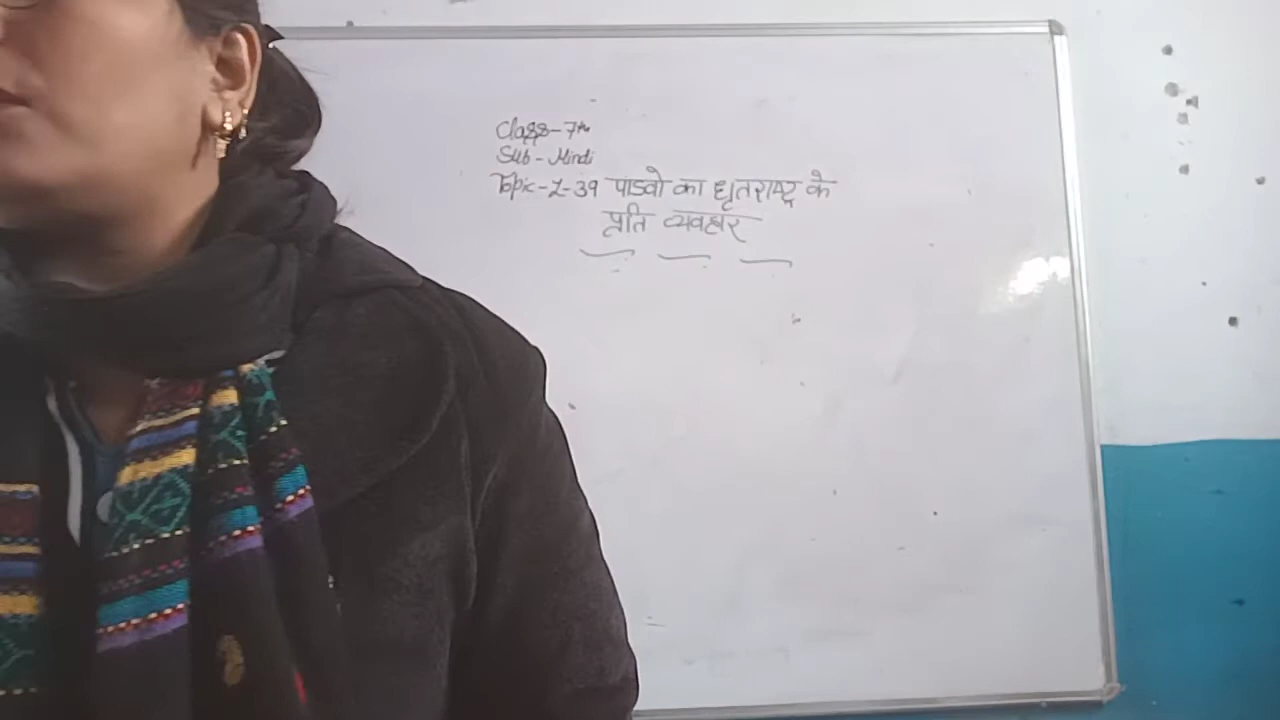 Class-7th
Sub-Hindi
Topic-L-39 पाडवो का धृतराष्ट्र के
प्रति व्यवहार